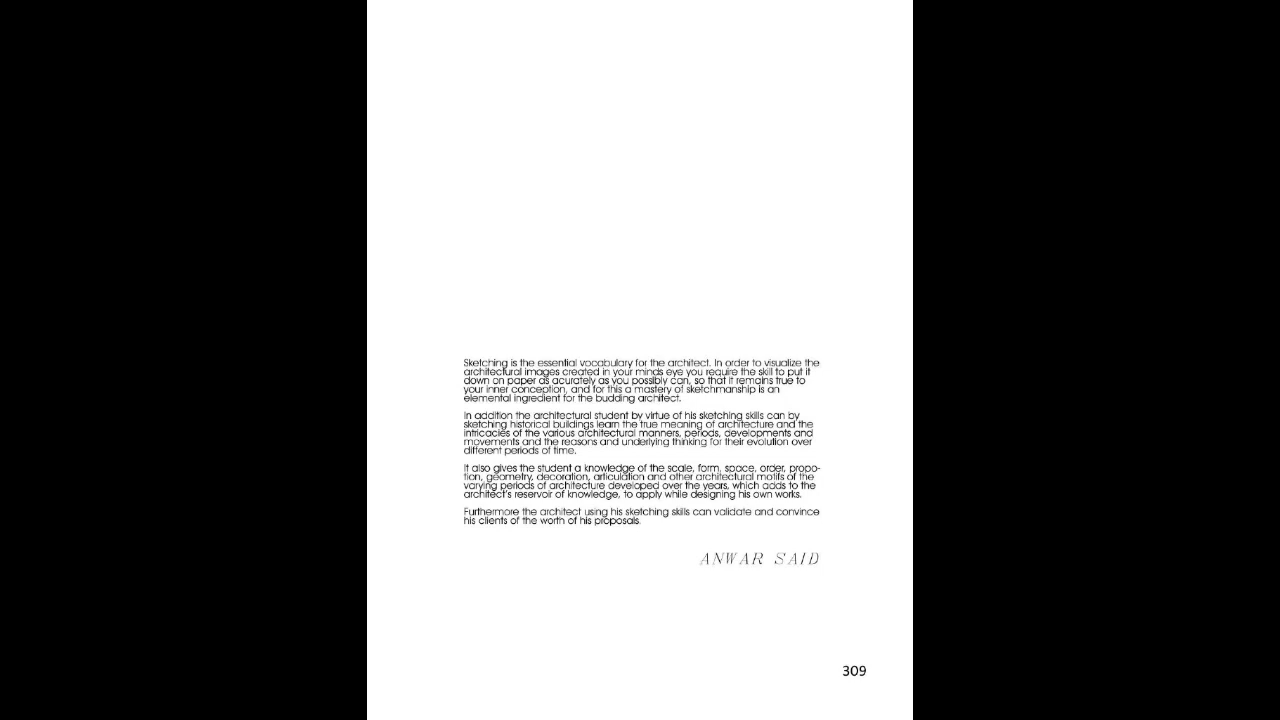 Sketching is the essential vocabulary for the architect. In order to visualize the
architectural images created in your minds eye you require the skill to put it
down on paper as acurately as you possibly can, so that it remains true to
your inner conception, and for this a mastery of sketchmanship is an
elemental ingredient for the budding architect.
In addition the architectural student by virtue of his sketching skills can by
sketching historical buildings learn the true meaning of architecture and the
intricacies of the various architectural manners, periods, developments and
movements and the reasons and underlying thinking for their evolution over
different periods of time.
It also gives the student a knowledge of the scale, form, space, order, propo-
tion, geometry, decoration, articulation and other architectural motifs of the
varying periods of architecture developed over the years, which adds to the
architect's reservoir of knowledge, to apply while designing his own works.
Furthermore the architect using his sketching skills can validate and convince
his clients of the worth of his proposals.
ANWAR SAID
309